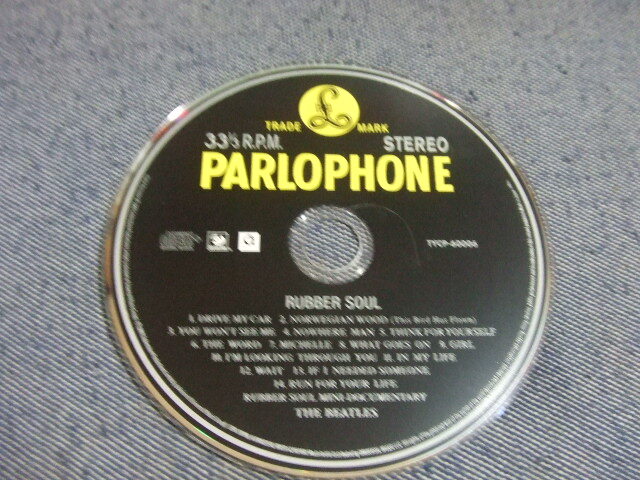 £
TRADE MARK
33⅓ R.P.M. STEREO
PARLOPHONE
TYCP-60006
RUBBER SOUL
1. DRIVE MY CAR 2. NORWEGIAN WOOD (This Bird Has Flown)
3. YOU WON'T SEE ME 4. NOWHERE MAN 5. THINK FOR YOURSELF
6. THE WORD 7. MICHELLE 8. WHAT GOES ON 9. GIRL
10. I'M LOOKING THROUGH YOU 11. IN MY LIFE
12. WAIT 13. IF I NEEDED SOMEONE
14. RUN FOR YOUR LIFE
RUBBER SOUL MINI-DOCUMENTARY
THE BEATLES